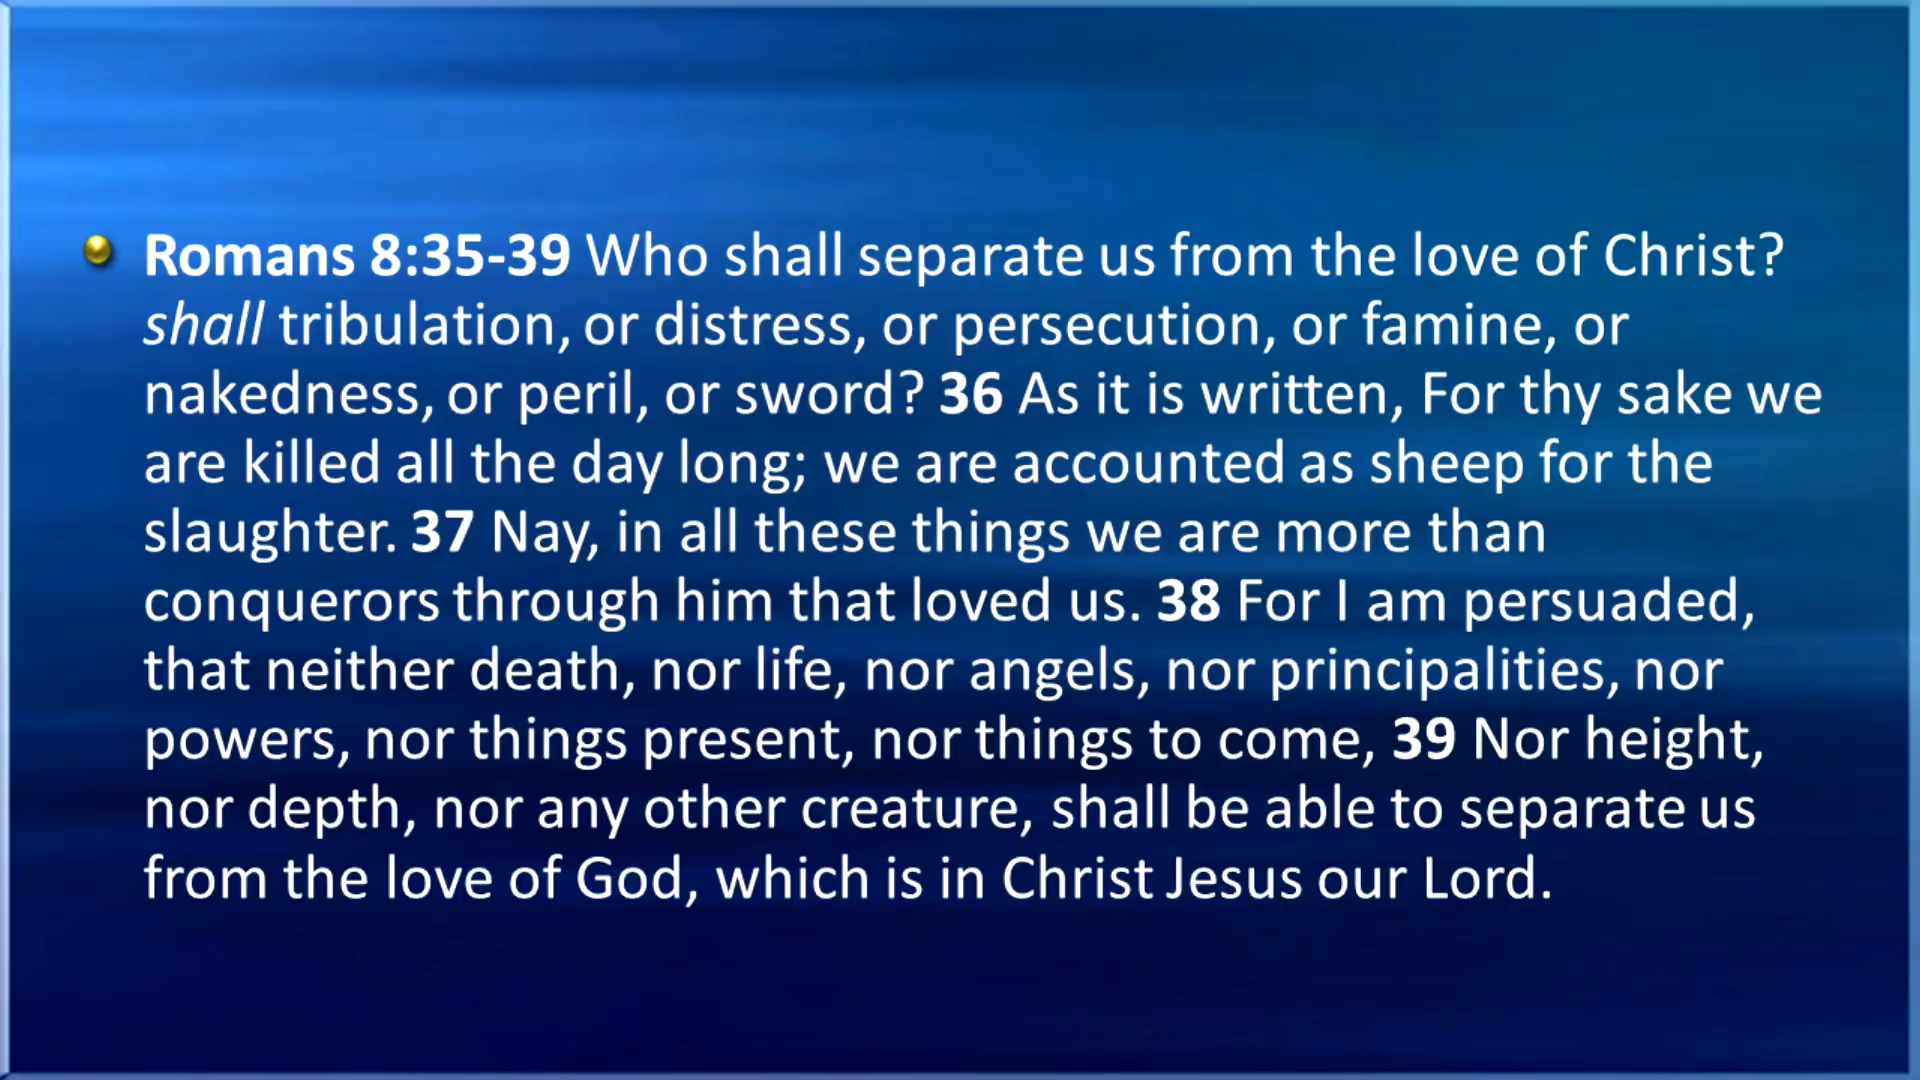 Romans 8:35-39 Who shall separate us from the love of Christ?
shall tribulation, or distress, or persecution, or famine, or
nakedness, or peril, or sword? 36 As it is written, For thy sake we
are killed all the day long; we are accounted as sheep for the
slaughter. 37 Nay, in all these things we are more than
conquerors through him that loved us. 38 For I am persuaded,
that neither death, nor life, nor angels, nor principalities, nor
powers, nor things present, nor things to come, 39 Nor height,
nor depth, nor any other creature, shall be able to separate us
from the love of God, which is in Christ Jesus our Lord.